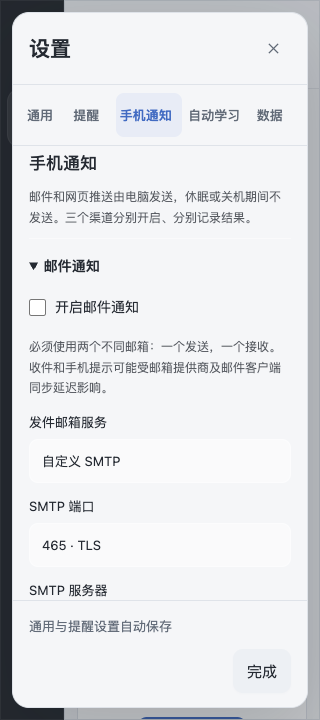 设置
通用 提醒 手机通知 自动学习 数据
手机通知
邮件和网页推送由电脑发送，休眠或关机期间不
发送。三个渠道分别开启、分别记录结果。
邮件通知
开启邮件通知
必须使用两个不同邮箱：一个发送，一个接收。
收件和手机提示可能受邮箱提供商及邮件客户端
同步延迟影响。
发件邮箱服务
自定义 SMTP
SMTP 端口
465 · TLS
SMTP 服务器
通用与提醒设置自动保存
完成